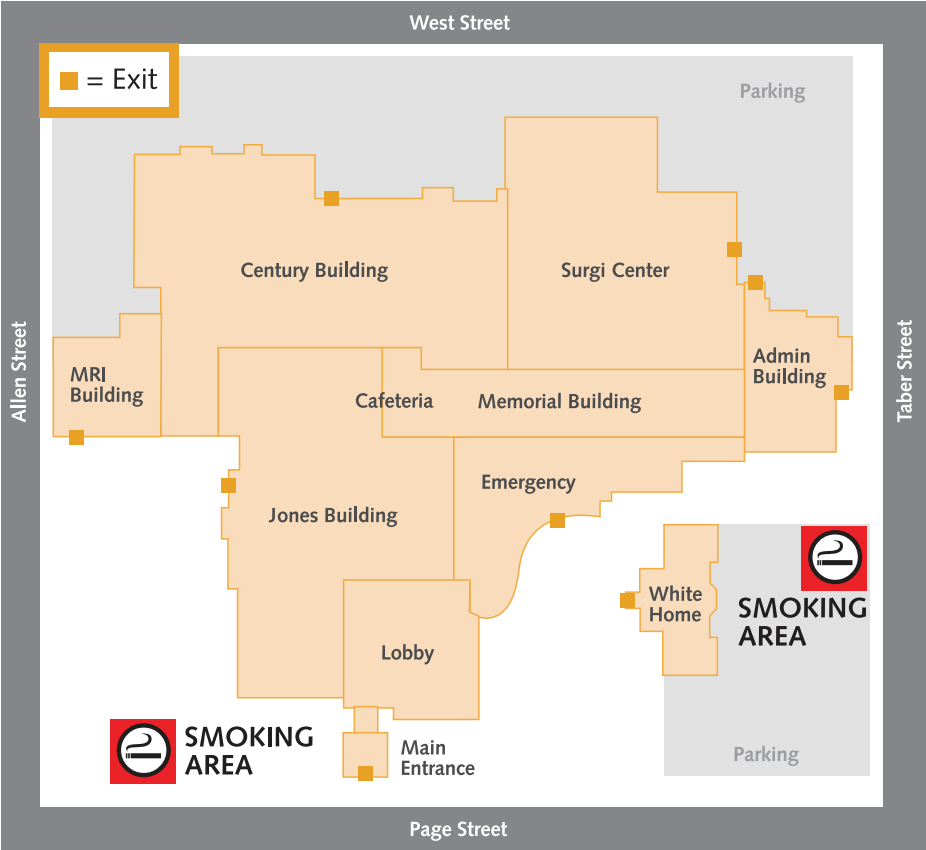 West Street
= Exit
Parking
Century Building
Surgi Center
Allen Street
Taber Street
MRI
Building
Admin
Building
Cafeteria
Memorial Building
Emergency
Jones Building
White
Home
SMOKING
AREA
Lobby
SMOKING
AREA
Main
Entrance
Parking
Page Street